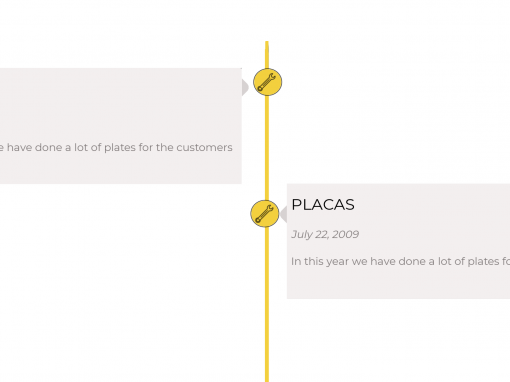 have done a lot of plates for the customers
PLACAS
July 22, 2009
In this year we have done a lot of plates